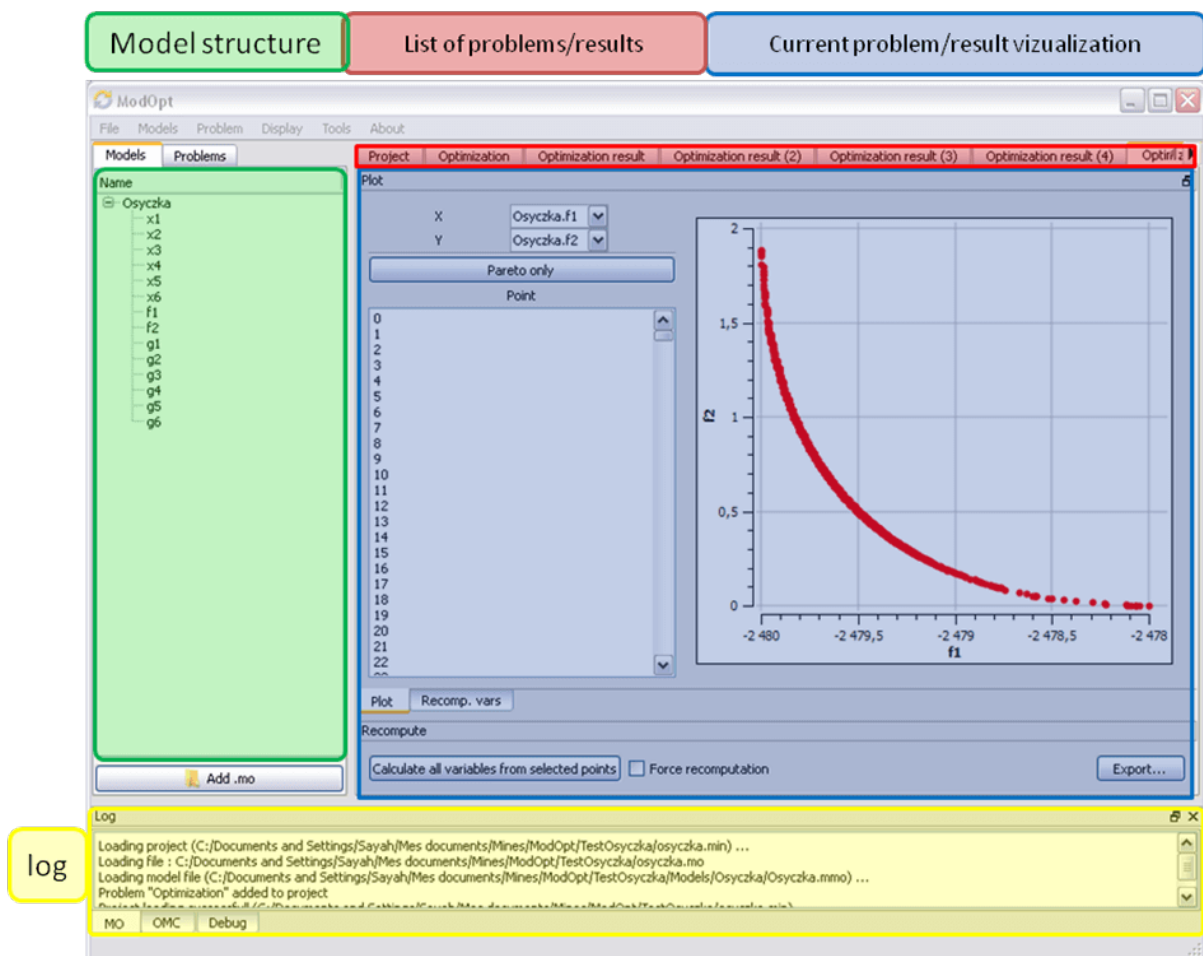 Model structure
List of problems/results
Current problem/result vizualization
ModOpt
File Models Problem Display Tools About
Models Problems
Project Optimization Optimization result Optimization result (2) Optimization result (3) Optimization result (4)
Name
Osyczka
x1
x2
x3
x4
x5
x6
f1
f2
g1
g2
g3
g4
g5
g6
Add .mo
Plot
X Osyczka.f1
Y Osyczka.f2
Pareto only
Point
0
1
2
3
4
5
6
7
8
9
10
11
12
13
14
15
16
17
18
19
20
21
22
2
1,5
1
0,5
0
f2
-2 480 -2 479,5 -2 479 -2 478,5 -2 478
f1
Plot Recomp. vars
Recompute
Calculate all variables from selected points Force recomputation Export...
log
Log
Loading project (C:/Documents and Settings/Sayah/Mes documents/Mines/ModOpt/TestOsyczka/osyczka.min) ...
Loading file : C:/Documents and Settings/Sayah/Mes documents/Mines/ModOpt/TestOsyczka/osyczka.mo
Loading model file (C:/Documents and Settings/Sayah/Mes documents/Mines/ModOpt/TestOsyczka/Models/Osyczka/Osyczka.mmo) ...
Problem "Optimization" added to project
MO OMC Debug